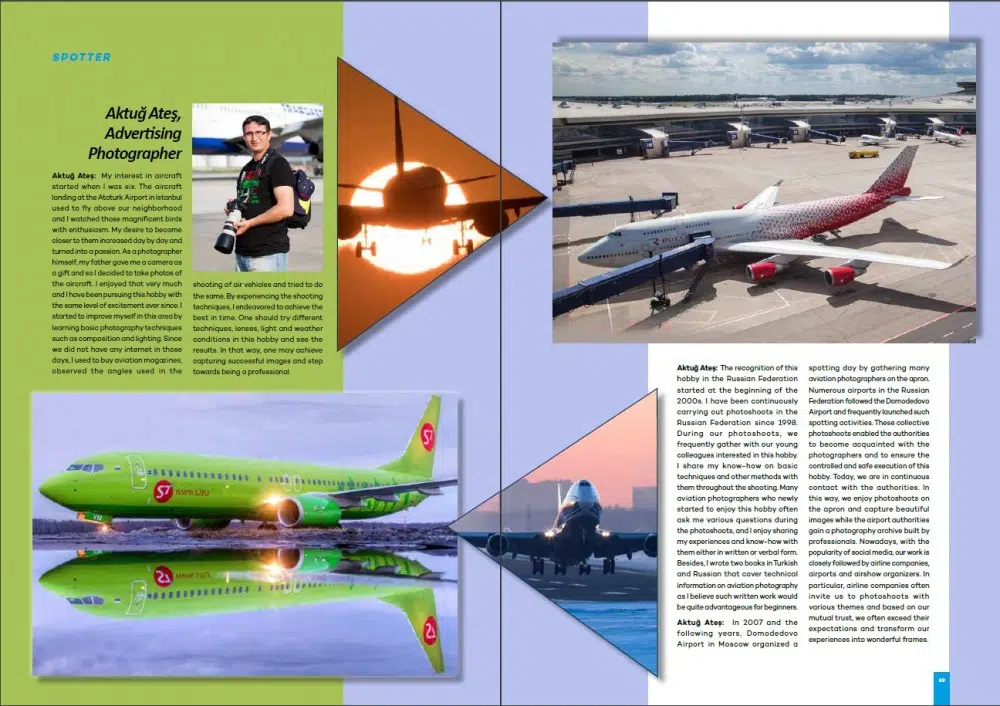 SPOTTER
Aktuğ Ateş,
Advertising
Photographer
Aktuğ Ateş: My interest in aircraft
started when I was six. The aircraft
landing at the Ataturk Airport in Istanbul
used to fly above our neighborhood
and I watched those magnificent birds
with enthusiasm. My desire to become
closer to them increased day by day and
turned into a passion. As a photographer
himself, my father gave me a camera as
a gift and so I decided to take photos of
the aircraft. I enjoyed that very much
and I have been pursuing this hobby with
the same level of excitement ever since. I
started to improve myself in this area by
learning basic photography techniques
such as composition and lighting. Since
we did not have any internet in those
days, I used to buy aviation magazines,
observed the angles used in the
shooting of air vehicles and tried to do
the same. By experiencing the shooting
techniques, I endeavored to achieve the
best in time. One should try different
techniques, lenses, light and weather
conditions in this hobby and see the
results. In that way, one may achieve
capturing successful images and step
towards being a professional.
S7 www.s7.ru
Aktuğ Ateş: The recognition of this
hobby in the Russian Federation
started at the beginning of the
2000s. I have been continuously
carrying out photoshoots in the
Russian Federation since 1998.
During our photoshoots, we
frequently gather with our young
colleagues interested in this hobby.
I share my know-how on basic
techniques and other methods with
them throughout the shooting. Many
aviation photographers who newly
started to enjoy this hobby often
ask me various questions during
the photoshoots, and I enjoy sharing
my experiences and know-how with
them either in written or verbal form.
Besides, I wrote two books in Turkish
and Russian that cover technical
information on aviation photography
as I believe such written work would
be quite advantageous for beginners.
Aktuğ Ateş: In 2007 and the
following years, Domodedovo
Airport in Moscow organized a
spotting day by gathering many
aviation photographers on the apron.
Numerous airports in the Russian
Federation followed the Domodedovo
Airport and frequently launched such
spotting activities. These collective
photoshoots enabled the authorities
to become acquainted with the
photographers and to ensure the
controlled and safe execution of this
hobby. Today, we are in continuous
contact with the authorities. In
this way, we enjoy photoshoots on
the apron and capture beautiful
images while the airport authorities
gain a photography archive built by
professionals. Nowadays, with the
popularity of social media, our work is
closely followed by airline companies,
airports and airshow organizers. In
particular, airline companies often
invite us to photoshoots with
various themes and based on our
mutual trust, we often exceed their
expectations and transform our
experiences into wonderful frames.